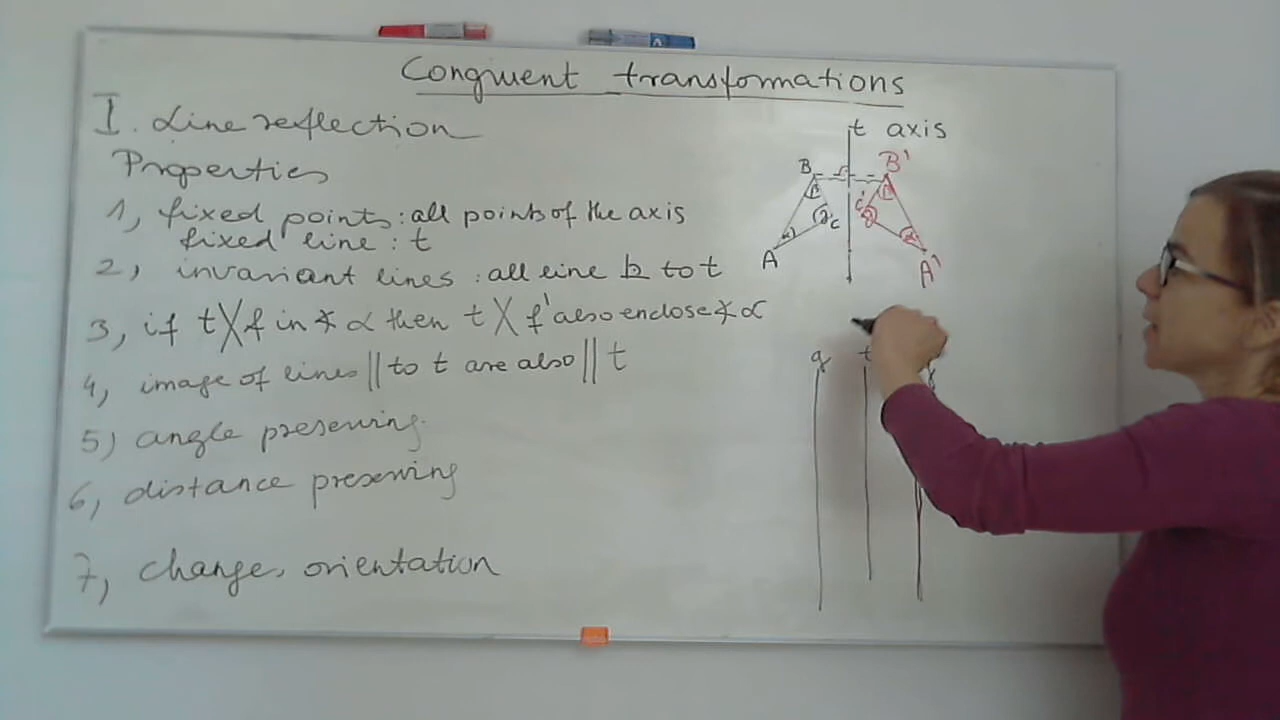 Congruent transformations
I. Line reflection
Properties
1, fixed points: all points of the axis
fixed line: t
2, invariant lines: all line ⊥ to t
3, if t╳f in ∢ α then t╳f' also enclose ∢ α
4, image of lines || to t are also || t
5) angle preserving
6, distance preserving
7, change orientation
t axis
B B'
β β
γ C C' γ
α α
A A'
g t